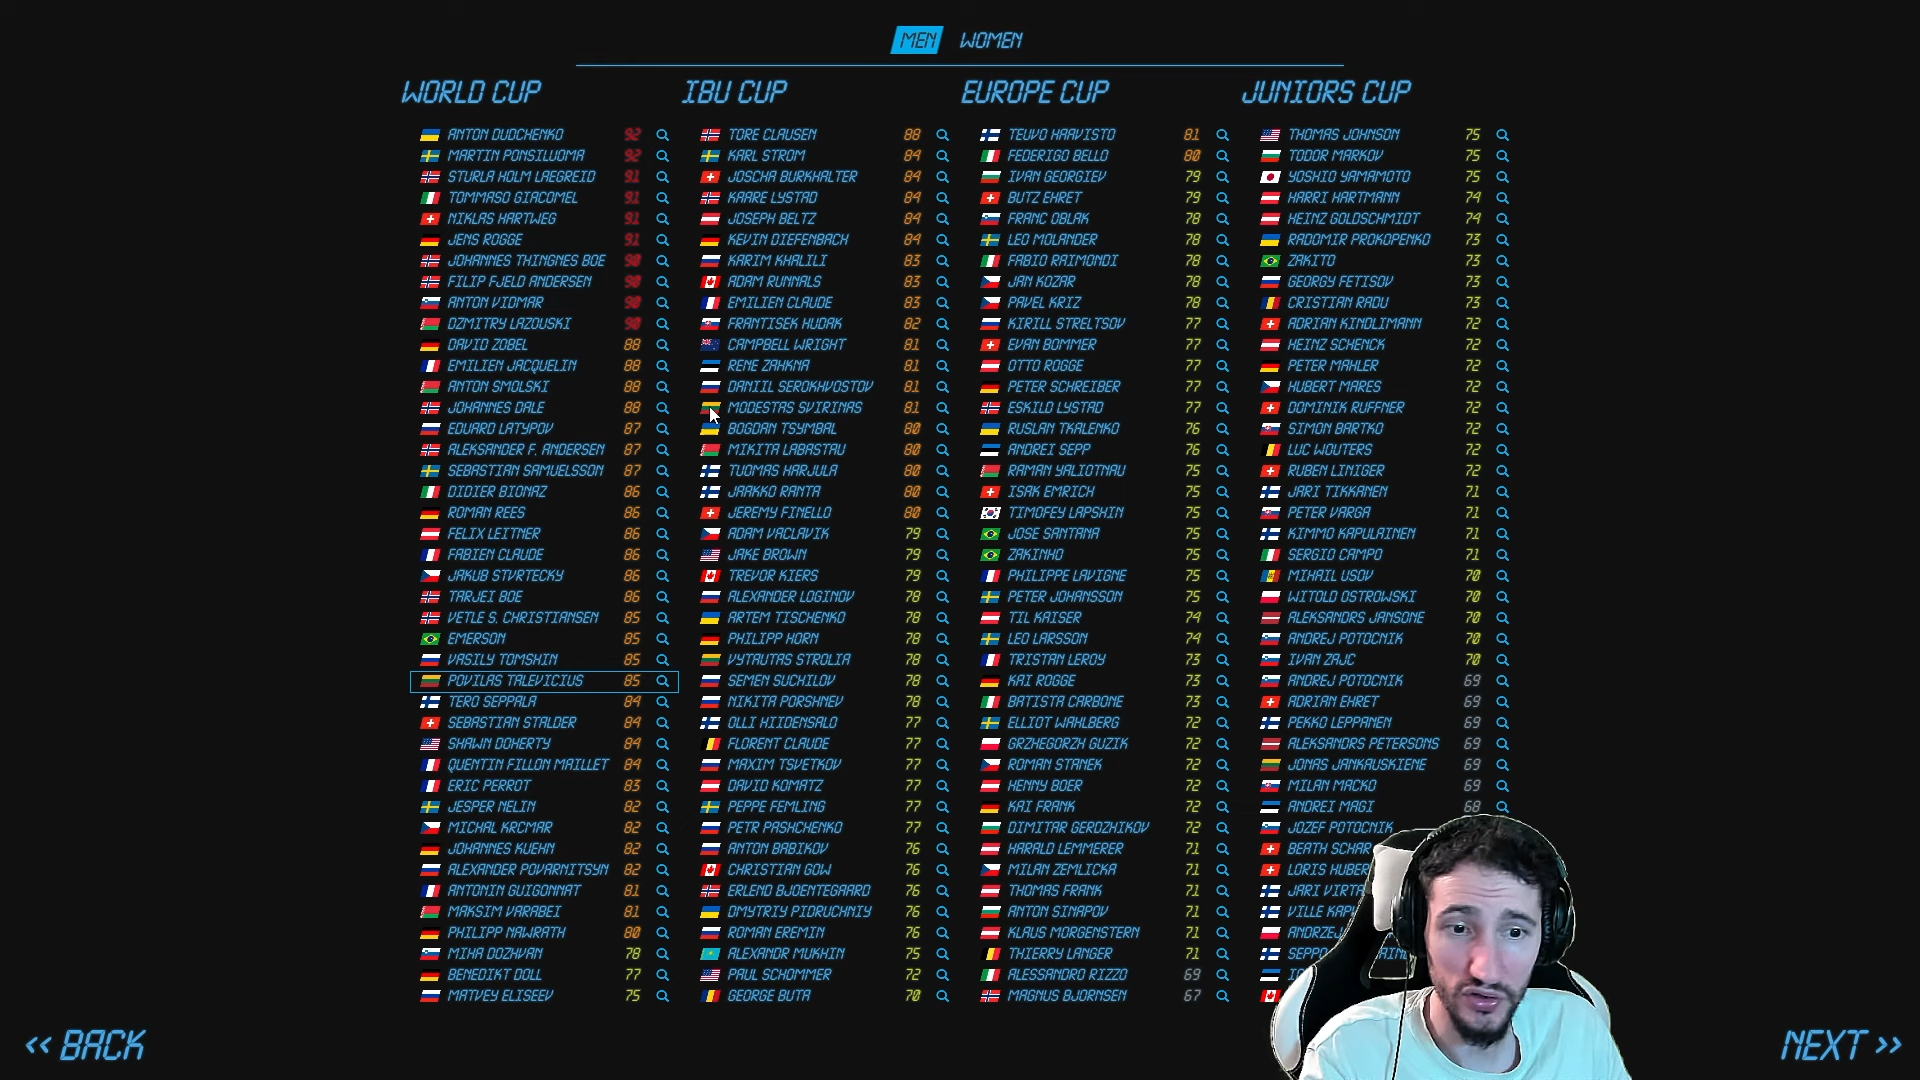 MEN WOMEN
WORLD CUP
ANTON DUDCHENKO 92
MARTIN PONSILUOMA 92
STURLA HOLM LAEGREID 91
TOMMASO GIACOMEL 91
NIKLAS HARTWEG 91
JENS ROGGE 91
JOHANNES THINGNES BOE 90
FILIP FJELD ANDERSEN 90
ANTON VIDMAR 90
DZMITRY LAZOUSKI 90
DAVID ZOBEL 88
EMILIEN JACQUELIN 88
ANTON SMOLSKI 88
JOHANNES DALE 88
EDUARD LATYPOV 87
ALEKSANDER F. ANDERSEN 87
SEBASTIAN SAMUELSSON 87
DIDIER BIONAZ 86
ROMAN REES 86
FELIX LEITNER 86
FABIEN CLAUDE 86
JAKUB STVRTECKY 86
TARJEI BOE 86
VETLE S. CHRISTIANSEN 85
EMERSON 85
VASILY TOMSHIN 85
POVILAS TALEVICIUS 85
TERO SEPPALA 84
SEBASTIAN STALDER 84
SHAWN DOHERTY 84
QUENTIN FILLON MAILLET 84
ERIC PERROT 83
JESPER NELIN 82
MICHAL KRCMAR 82
JOHANNES KUEHN 82
ALEXANDER POVARNITSYN 82
ANTONIN GUIGONNAT 81
MAKSIM VARABEI 81
PHILIPP NAWRATH 80
MIHA DOZHVAN 78
BENEDIKT DOLL 77
MATVEY ELISEEV 75
IBU CUP
TORE CLAUSEN 88
KARL STROM 84
JOSCHA BURKHALTER 84
KAARE LYSTAD 84
JOSEPH BELTZ 84
KEVIN DIEFENBACH 84
KARIM KHALILI 83
ADAM RUNNALS 83
EMILIEN CLAUDE 83
FRANTISEK HUDAK 82
CAMPBELL WRIGHT 81
RENE ZAHKNA 81
DANIIL SEROKHVOSTOV 81
MODESTAS SVIRINAS 81
BOGDAN TSYMBAL 80
MIKITA LABASTAU 80
TUOMAS HARJULA 80
JAAKKO RANTA 80
JEREMY FINELLO 80
ADAM VACLAVIK 79
JAKE BROWN 79
TREVOR KIERS 79
ALEXANDER LOGINOV 78
ARTEM TISCHENKO 78
PHILIPP HORN 78
VYTAUTAS STROLIA 78
SEMEN SUCHILOV 78
NIKITA PORSHNEV 78
OLLI HIIDENSALO 77
FLORENT CLAUDE 77
MAXIM TSVETKOV 77
DAVID KOMATZ 77
PEPPE FEMLING 77
PETR PASHCHENKO 77
ANTON BABIKOV 76
CHRISTIAN GOW 76
ERLEND BJOENTEGAARD 76
DMYTRIY PIDRUCHNIY 76
ROMAN EREMIN 76
ALEXANDR MUKHIN 75
PAUL SCHOMMER 72
GEORGE BUTA 70
EUROPE CUP
TEUVO HAAVISTO 81
FEDERIGO BELLO 80
IVAN GEORGIEV 79
BUTZ EHRET 79
FRANC OBLAK 78
LEO MOLANDER 78
FABIO RAIMONDI 78
JAN KOZAR 78
PAVEL KRIZ 78
KIRILL STRELTSOV 77
EVAN BOMMER 77
OTTO ROGGE 77
PETER SCHREIBER 77
ESKILD LYSTAD 77
RUSLAN TKALENKO 76
ANDREI SEPP 76
RAMAN YALIOTNAU 76
ISAK EMRICH 75
TIMOFEY LAPSHIN 75
JOSE SANTANA 75
ZAKINHO 75
PHILIPPE LAVIGNE 75
PETER JOHANSSON 75
TIL KAISER 74
LEO LARSSON 74
TRISTAN LEROY 73
KAI ROGGE 73
BATISTA CARBONE 73
ELLIOT WAHLBERG 72
GRZHEGORZH GUZIK 72
ROMAN STANEK 72
HENNY BOER 72
KAI FRANK 72
DIMITAR GERDZHIKOV 72
HARALD LEMMERER 71
MILAN ZEMLICKA 71
THOMAS FRANK 71
ANTON SINAPOV 71
KLAUS MORGENSTERN 71
THIERRY LANGER 71
ALESSANDRO RIZZO 69
MAGNUS BJORNSEN 67
JUNIORS CUP
THOMAS JOHNSON 75
TODOR MARKOV 75
YOSHIO YAMAMOTO 75
HARRI HARTMANN 74
HEINZ GOLDSCHMIDT 74
RADOMIR PROKOPENKO 73
ZAKITO 73
GEORGY FETISOV 73
CRISTIAN RADU 73
ADRIAN KINDLIMANN 72
HEINZ SCHENCK 72
PETER MAHLER 72
HUBERT MARES 72
DOMINIK RUFFNER 72
SIMON BARTKO 72
LUC WOUTERS 72
RUBEN LINIGER 72
JARI TIKKANEN 71
PETER VARGA 71
KIMMO KAPULAINEN 71
SERGIO CAMPO 71
MIHAIL USOV 70
WITOLD OSTROWSKI 70
ALEKSANDRS JANSONE 70
ANDREJ POTOCNIK 70
IVAN ZAJC 70
ANDREJ POTOCNIK 69
ADRIAN EHRET 69
PEKKO LEPPANEN 69
ALEKSANDRS PETERSONS 69
JONAS JANKAUSKIENE 69
MILAN MACKO 69
ANDREI MAGI 68
JOZEF POTOCNIK
BEATH SCHAR
LORIS HUBER
JARI VIRTA
VILLE KAP
ANDRZEJ
SEPPO
<< BACK
NEXT >>